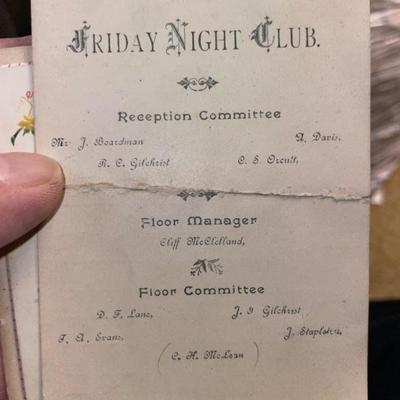 FRIDAY NIGHT CLUB.
Reception Committee
Mr. J. Boardman A. Davis,
R. C. Gilchrist C. S. Orcutt,
Floor Manager
Cliff McClelland,
Floor Committee
D. F. Lane, J. I Gilchrist
F. A. Evans, J. Stapleton,
(C. H. McLean)